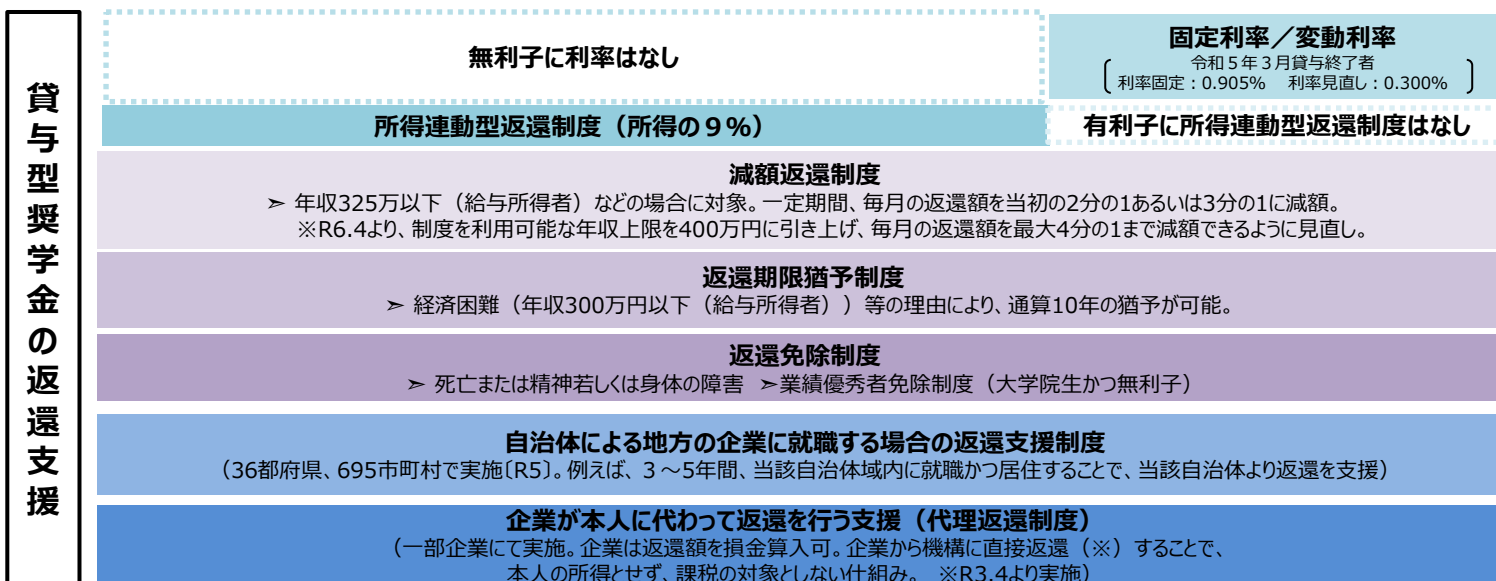 貸与型奨学金の返還支援
無利子に利率はなし
固定利率／変動利率
令和５年３月貸与終了者
利率固定：0.905%　利率見直し：0.300%
所得連動型返還制度（所得の９％）
有利子に所得連動型返還制度はなし
減額返還制度
➣ 年収325万以下（給与所得者）などの場合に対象。一定期間、毎月の返還額を当初の2分の1あるいは3分の1に減額。
※R6.4より、制度を利用可能な年収上限を400万円に引き上げ、毎月の返還額を最大4分の1まで減額できるように見直し。
返還期限猶予制度
➣ 経済困難（年収300万円以下（給与所得者））等の理由により、通算10年の猶予が可能。
返還免除制度
➣ 死亡または精神若しくは身体の障害　➣業績優秀者免除制度（大学院生かつ無利子）
自治体による地方の企業に就職する場合の返還支援制度
（36都府県、695市町村で実施〔R5〕。例えば、３～5年間、当該自治体域内に就職かつ居住することで、当該自治体より返還を支援）
企業が本人に代わって返還を行う支援（代理返還制度）
（一部企業にて実施。企業は返還額を損金算入可。企業から機構に直接返還（※）することで、
本人の所得とせず、課税の対象としない仕組み。　※R3.4より実施）